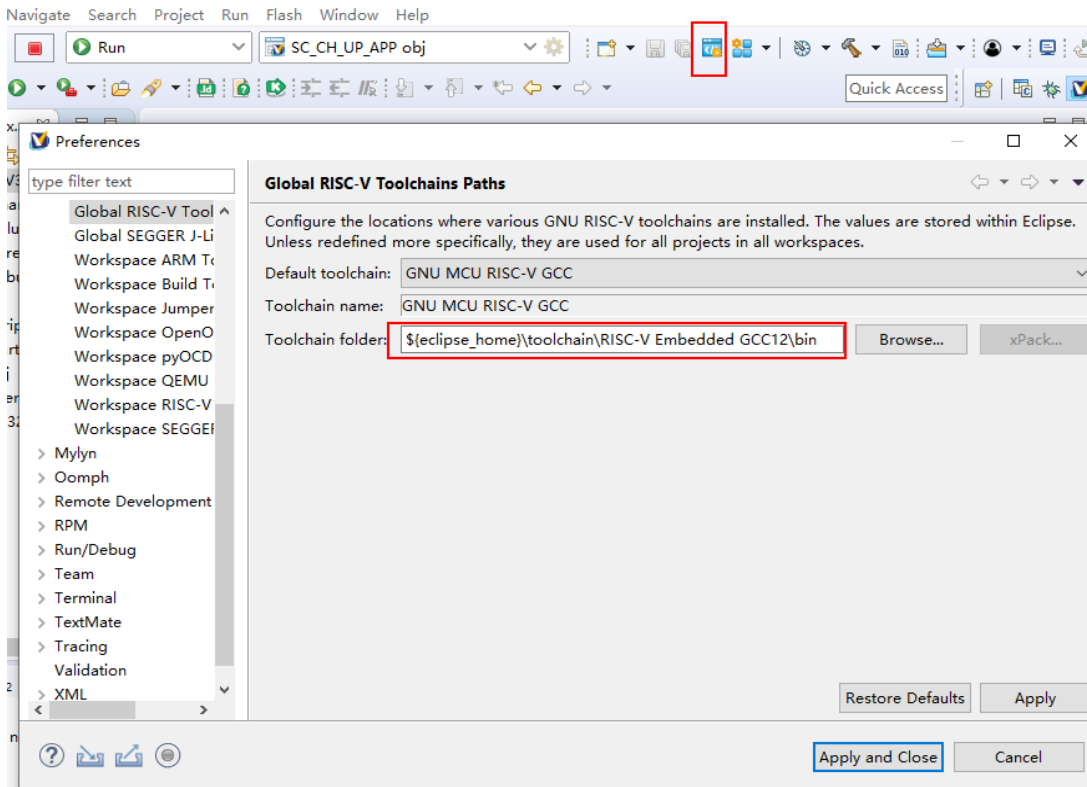 Navigate Search Project Run Flash Window Help
Run
SC_CH_UP_APP obj
Quick Access
Preferences
type filter text
Global RISC-V Tool
Global SEGGER J-Li
Workspace ARM To
Workspace Build T
Workspace Jumper
Workspace OpenO
Workspace pyOCD
Workspace QEMU
Workspace RISC-V
Workspace SEGGER
Mylyn
Oomph
Remote Development
RPM
Run/Debug
Team
Terminal
TextMate
Tracing
Validation
XML
Global RISC-V Toolchains Paths
Configure the locations where various GNU RISC-V toolchains are installed. The values are stored within Eclipse.
Unless redefined more specifically, they are used for all projects in all workspaces.
Default toolchain: GNU MCU RISC-V GCC
Toolchain name: GNU MCU RISC-V GCC
Toolchain folder: ${eclipse_home}\toolchain\RISC-V Embedded GCC12\bin Browse... xPack...
Restore Defaults Apply
Apply and Close Cancel